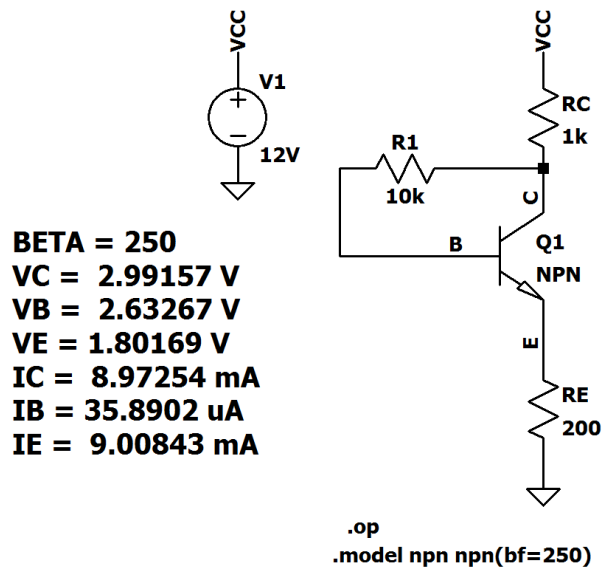 VCC
V1
12V
VCC
RC
1k
R1
10k
C
B
Q1
NPN
E
RE
200
BETA = 250
VC =  2.99157 V
VB = 2.63267 V
VE = 1.80169 V
IC =  8.97254 mA
IB = 35.8902 uA
IE =  9.00843 mA
.op
.model npn npn(bf=250)